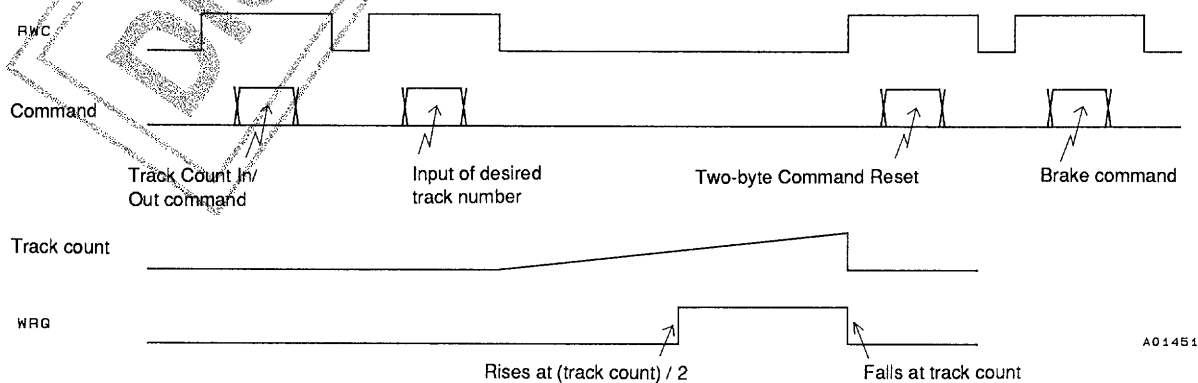 RWC
Command
Track Count In/
Out command
Input of desired
track number
Two-byte Command Reset
Brake command
Track count
WRQ
Rises at (track count) / 2
Falls at track count
A01451